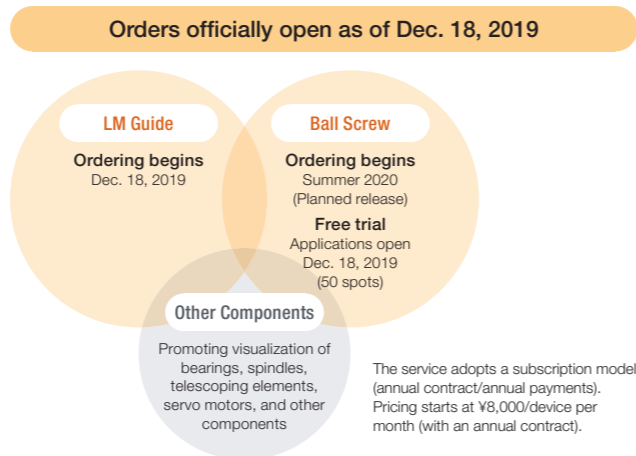 Orders officially open as of Dec. 18, 2019
LM Guide
Ordering begins
Dec. 18, 2019
Ball Screw
Ordering begins
Summer 2020
(Planned release)
Free trial
Applications open
Dec. 18, 2019
(50 spots)
Other Components
Promoting visualization of
bearings, spindles,
telescoping elements,
servo motors, and other
components
The service adopts a subscription model
(annual contract/annual payments).
Pricing starts at ¥8,000/device per
month (with an annual contract).